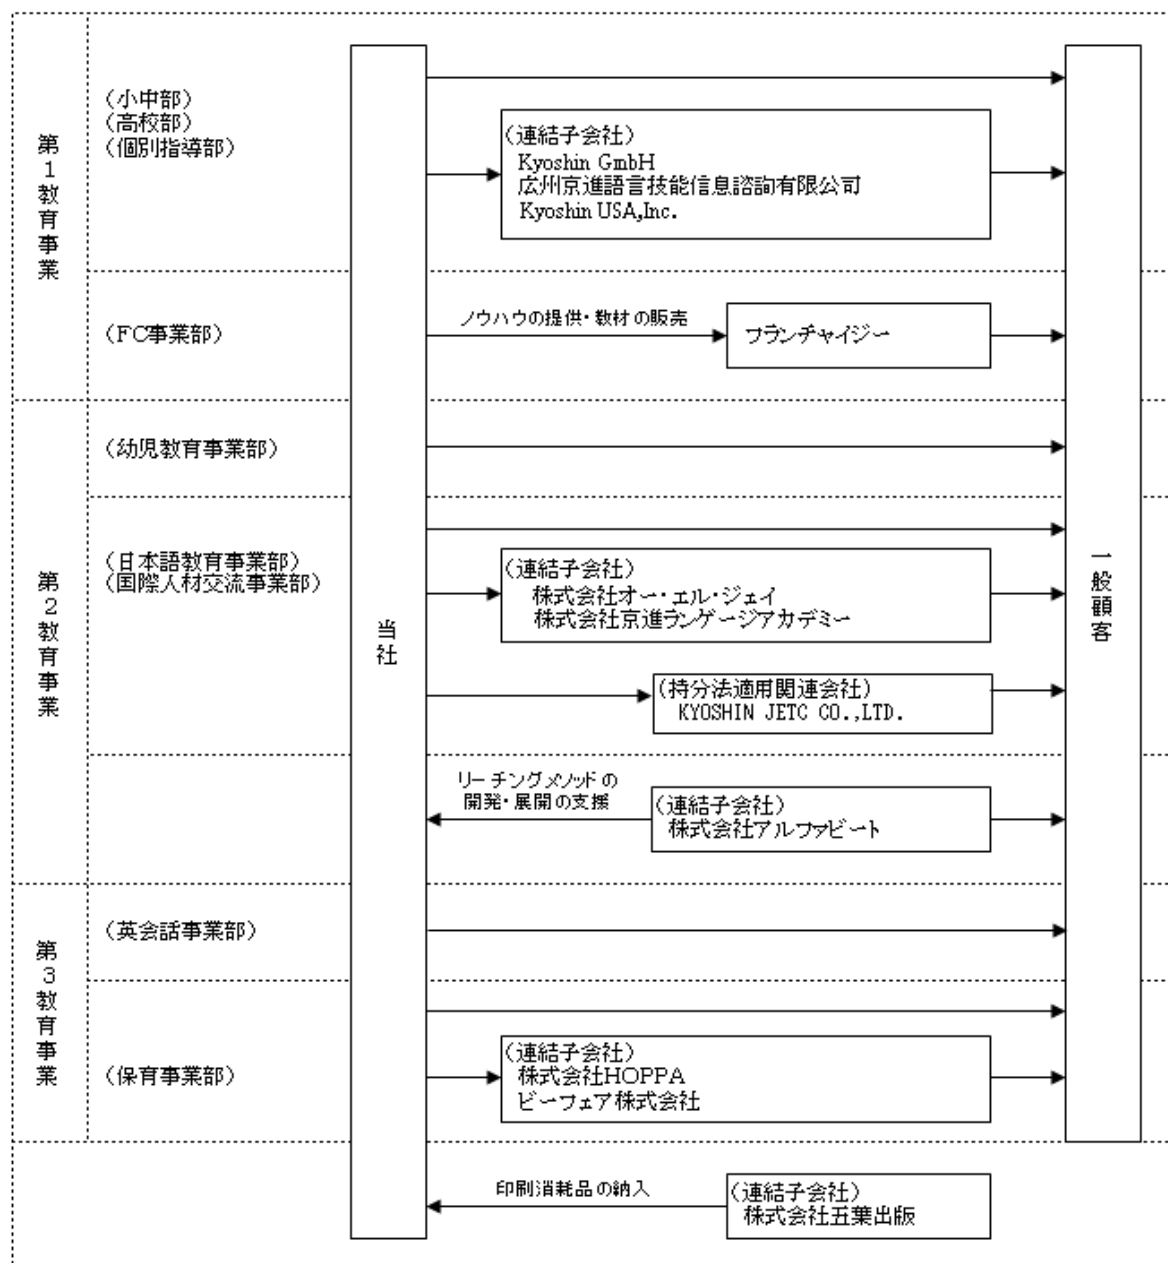 第1教育事業
（小中部）
（高校部）
（個別指導部）
（連結子会社）
Kyoshin GmbH
広州京進語言技能信息諮詢有限公司
Kyoshin USA,Inc.
（FC事業部）
ノウハウの提供・教材の販売
フランチャイジー
第2教育事業
（幼児教育事業部）
（日本語教育事業部）
（国際人材交流事業部）
（連結子会社）
株式会社オー・エル・ジェイ
株式会社京進ランゲージアカデミー
（持分法適用関連会社）
KYOSHIN JETC CO.,LTD.
リーチングメソッドの
開発・展開の支援
（連結子会社）
株式会社アルファビート
当社
一般顧客
第3教育事業
（英会話事業部）
（保育事業部）
（連結子会社）
株式会社HOPPA
ビーフェア株式会社
印刷消耗品の納入
（連結子会社）
株式会社五葉出版